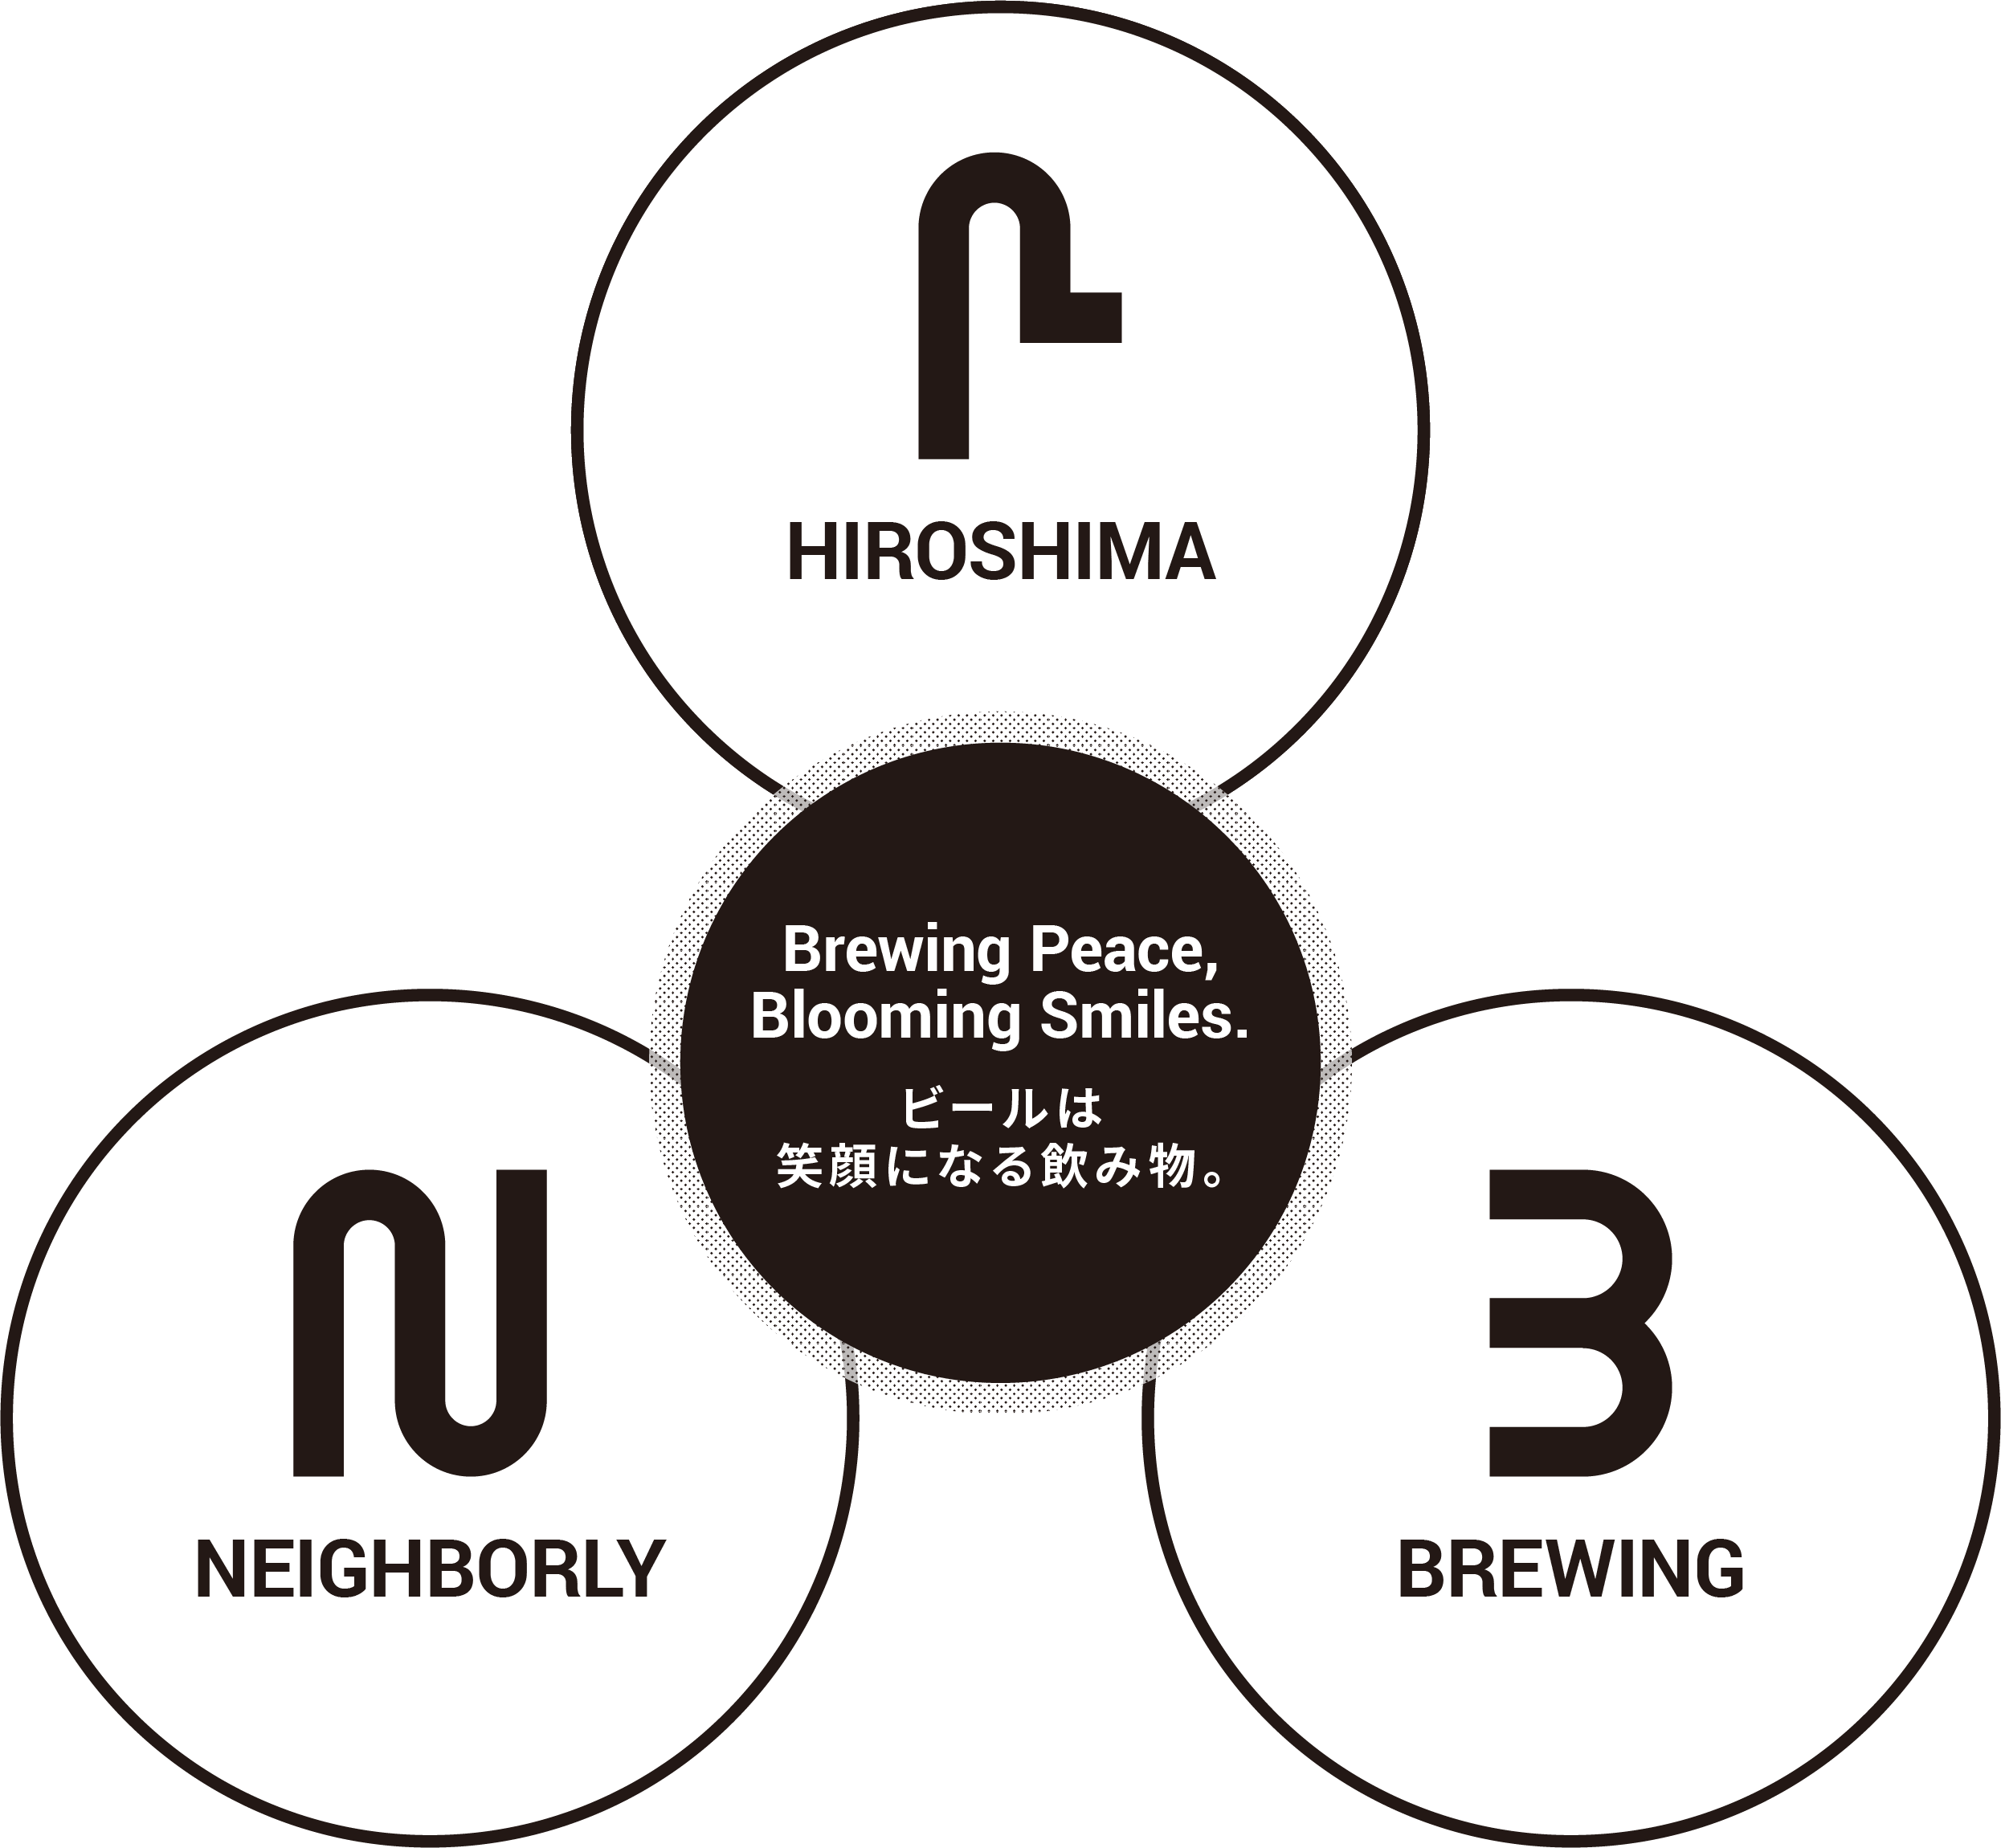 HIROSHIMA
Brewing Peace,
Blooming Smiles.
ビールは
笑顔になる飲み物。
N
NEIGHBORLY
B
BREWING